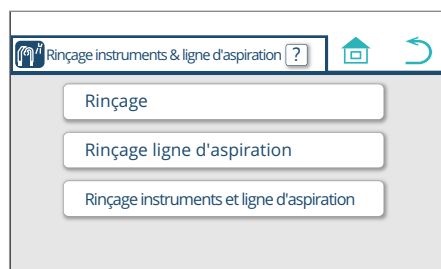 Rinçage instruments & ligne d'aspiration ?
Rinçage
Rinçage ligne d'aspiration
Rinçage instruments et ligne d'aspiration